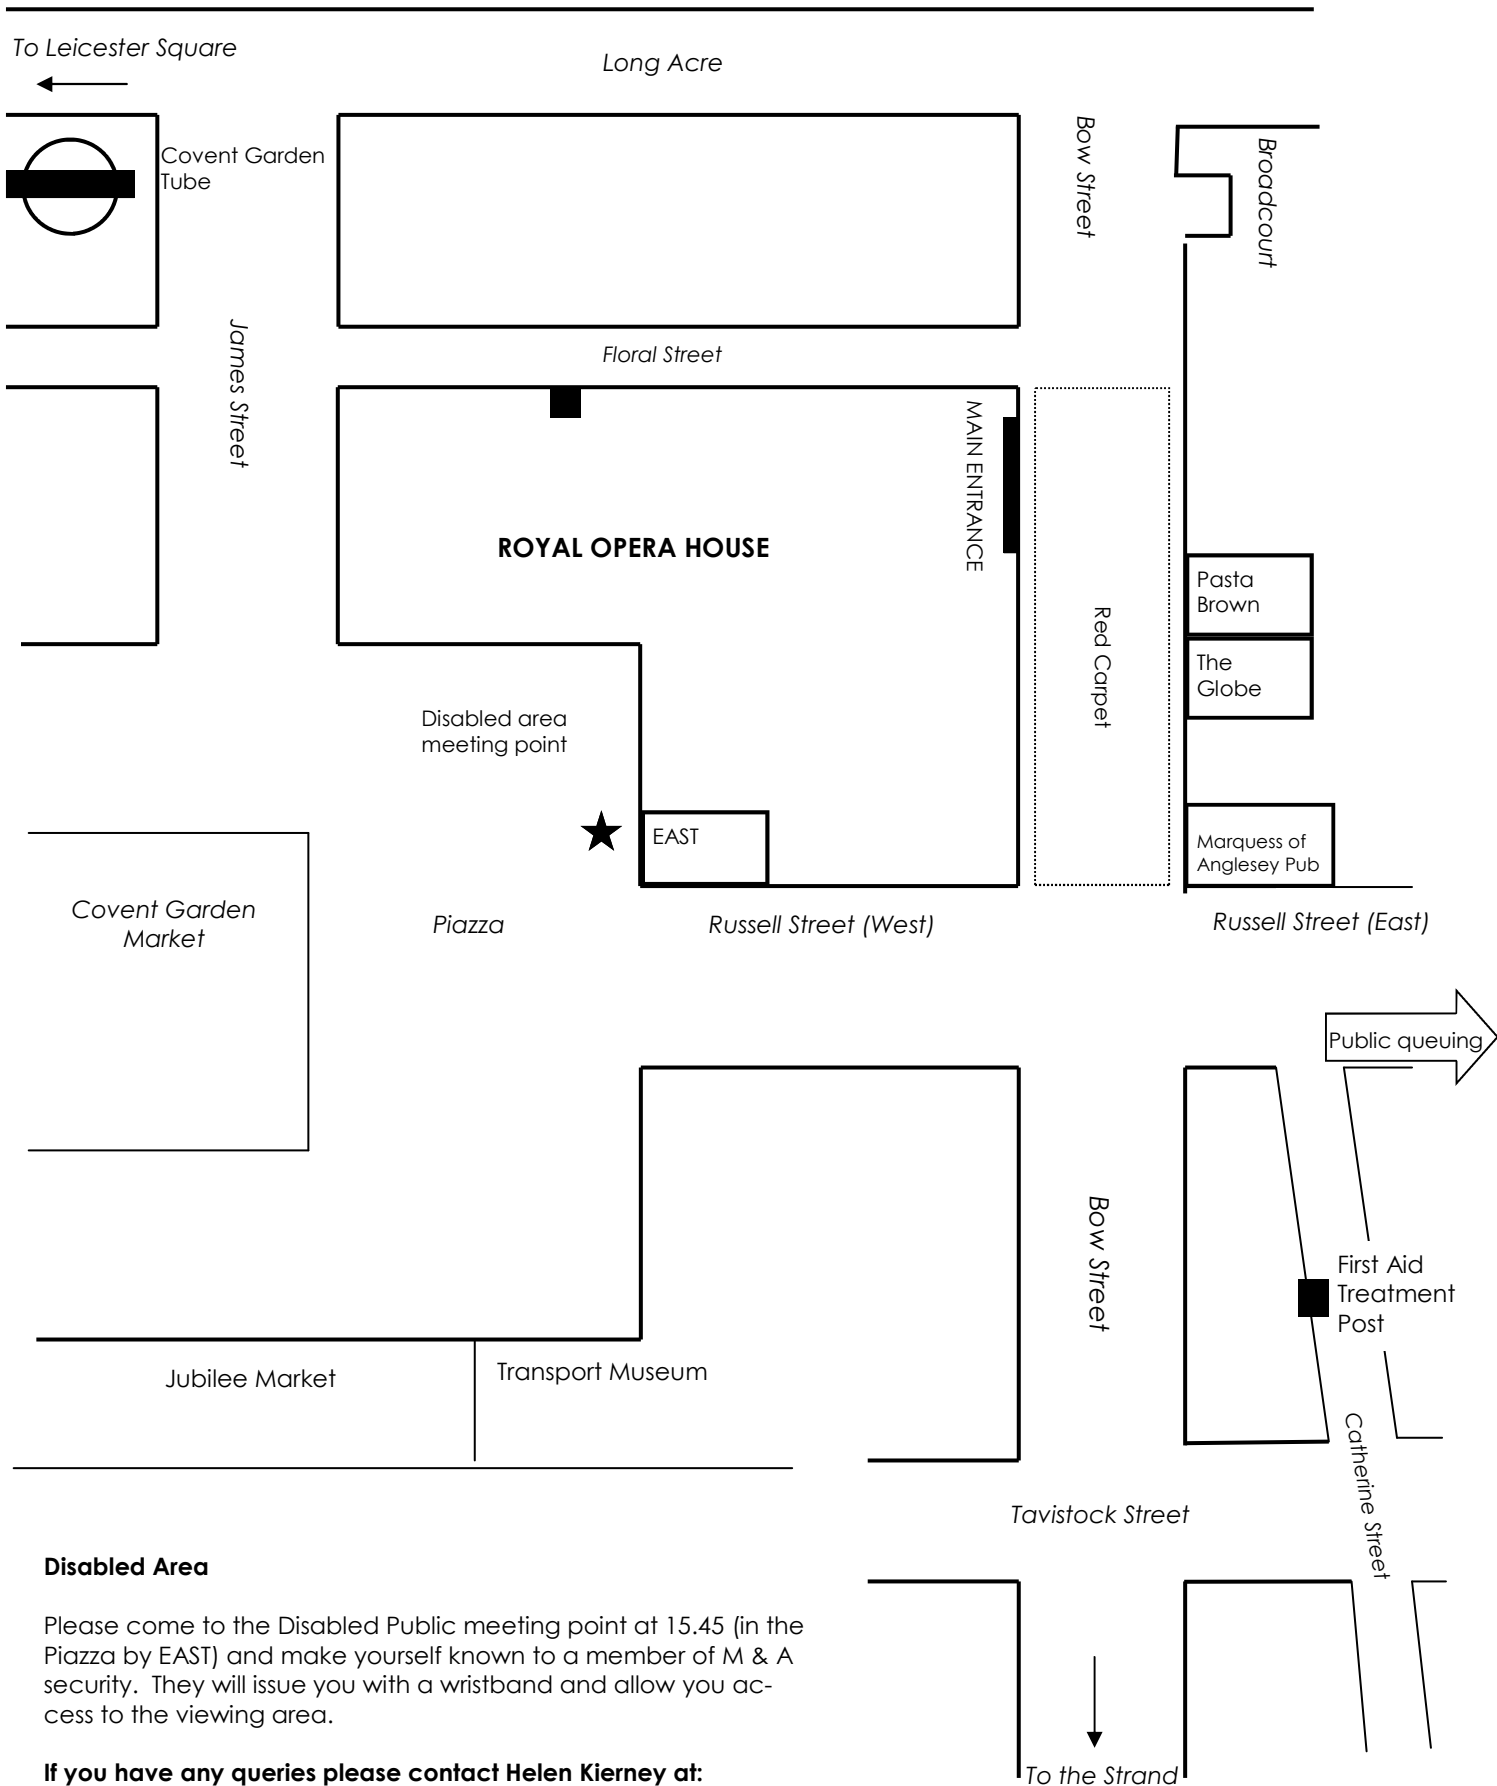 To Leicester Square
Long Acre
Covent Garden
Tube
Bow Street
Broadcourt
James Street
Floral Street
MAIN ENTRANCE
ROYAL OPERA HOUSE
Red Carpet
Pasta
Brown
The
Globe
Disabled area
meeting point
EAST
Marquess of
Anglesey Pub
Covent Garden
Market
Piazza
Russell Street (West)
Russell Street (East)
Public queuing
Bow Street
First Aid
Treatment
Post
Jubilee Market
Transport Museum
Catherine Street
Tavistock Street
Disabled Area
Please come to the Disabled Public meeting point at 15.45 (in the
Piazza by EAST) and make yourself known to a member of M & A
security.  They will issue you with a wristband and allow you ac-
cess to the viewing area.
If you have any queries please contact Helen Kierney at:
To the Strand